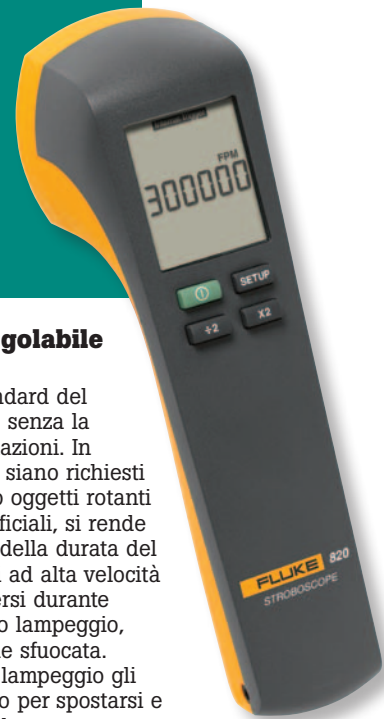 FPM
300000
SETUP
÷2
X2
FLUKE 820
STROBOSCOPE
golabile
ndard del
senza la
azioni. In
siano richiesti
o oggetti rotanti
ficiali, si rende
della durata del
ad alta velocità
rsi durante
o lampeggio,
e sfuocata.
lampeggio gli
o per spostarsi e